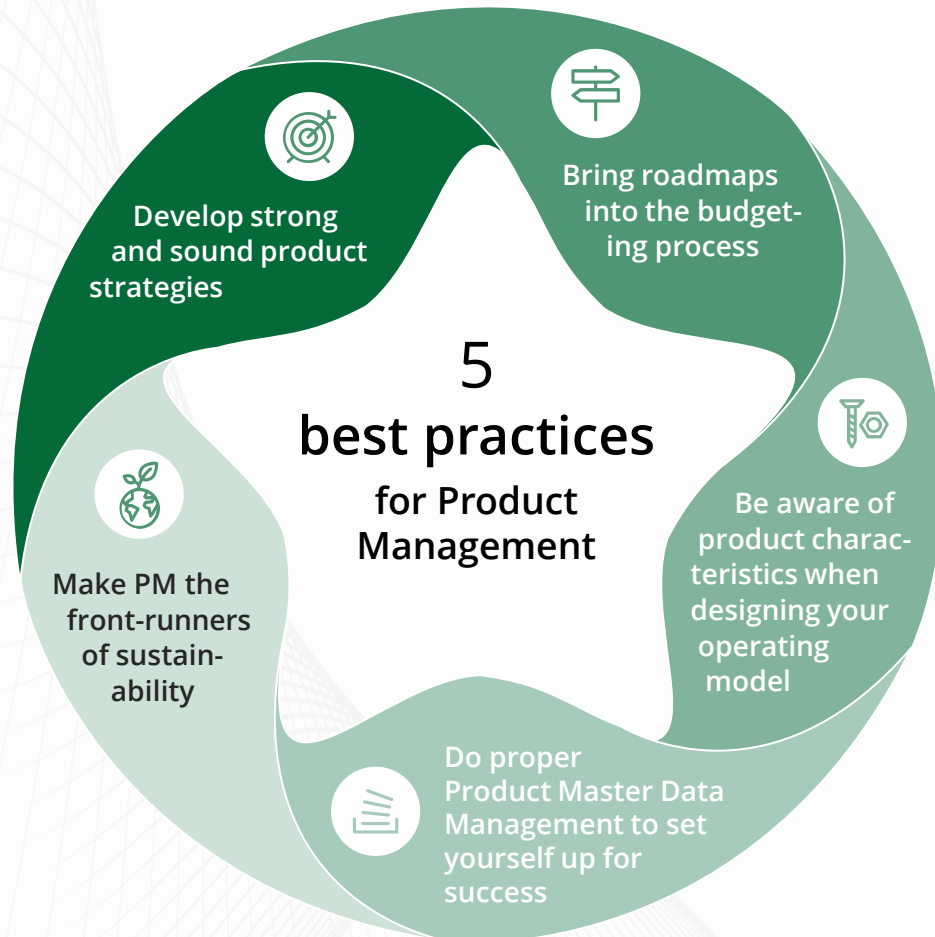 5
best practices
for Product
Management
Develop strong
and sound product
strategies
Bring roadmaps
into the budget-
ing process
Be aware of
product charac-
teristics when
designing your
operating
model
Do proper
Product Master Data
Management to set
yourself up for
success
Make PM the
front-runners
of sustain-
ability